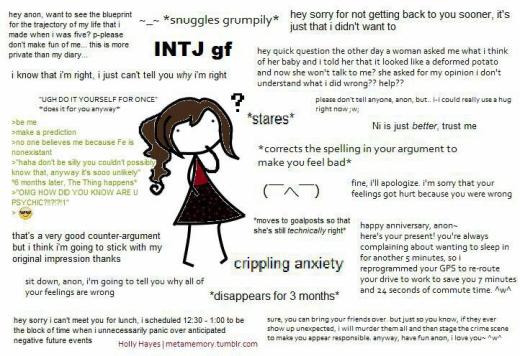 hey anon, want to see the blueprint
for the trajectory of my life that i
made when i was five? p-please
don't make fun of me... this is more
private than my diary...
~_~ *snuggles grumpily*
hey sorry for not getting back to you sooner, it's
just that i didn't want to
INTJ gf
i know that i'm right, i just can't tell you why i'm right
hey quick question the other day a woman asked me what i think
of her baby and i told her that it looked like a deformed potato
and now she won't talk to me? she asked for my opinion i don't
understand what i did wrong?? help??
"UGH DO IT YOURSELF FOR ONCE"
*does it for you anyway*
?
*stares*
please don't tell anyone, anon, but.. i-i could really use a hug
right now ;w;
>be me
>make a prediction
>no one believes me because Fe is
nonexistant
>"haha don't be silly you couldn't possibly
know that, anyway it's sooo unlikely"
*6 months later, The Thing happens*
>"OMG HOW DID YOU KNOW ARE U
PSYCHIC?!?!?!1"
>
Ni is just better, trust me
*corrects the spelling in your argument to
make you feel bad*
(￣^￣)
fine, i'll apologize. i'm sorry that your
feelings got hurt because you were wrong
that's a very good counter-argument
but i think i'm going to stick with my
original impression thanks
*moves to goalposts so that
she's still technically right*
happy anniversary, anon~
here's your present! you're always
complaining about wanting to sleep in
for another 5 minutes, so i
reprogrammed your GPS to re-route
your drive to work to save you 7 minutes
and 24 seconds of commute time. ^w^
crippling anxiety
sit down, anon, i'm going to tell you why all of
your feelings are wrong
*disappears for 3 months*
hey sorry i can't meet you for lunch, i scheduled 12:30 - 1:00 to be
the block of time when i unnecessarily panic over anticipated
negative future events
sure, you can bring your friends over. but just so you know, if they ever
show up unexpected, i will murder them all and then stage the crime scene
to make you appear responsible. anyway, have fun anon, i love you~ ^w^
Holly Hayes | metamemory.tumblr.com